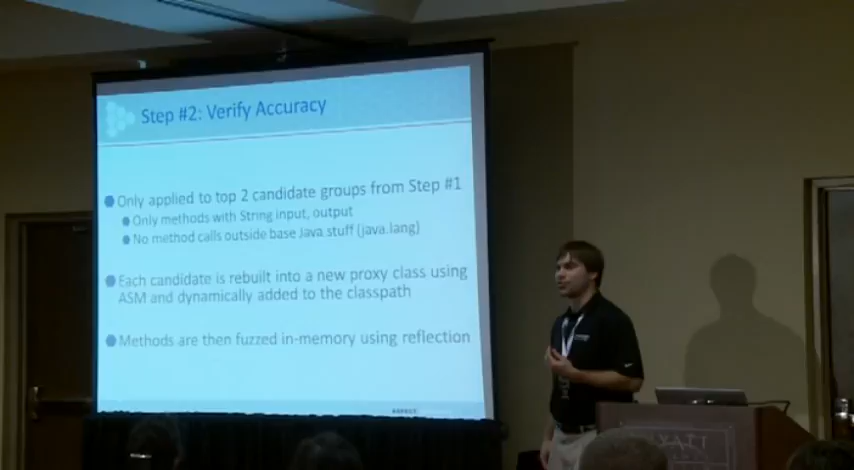 Step #2: Verify Accuracy
Only applied to top 2 candidate groups from Step #1
Only methods with String input, output
No method calls outside base Java stuff (java.lang)
Each candidate is rebuilt into a new proxy class using
ASM and dynamically added to the classpath
Methods are then fuzzed in-memory using reflection
ASPECT
HYATT